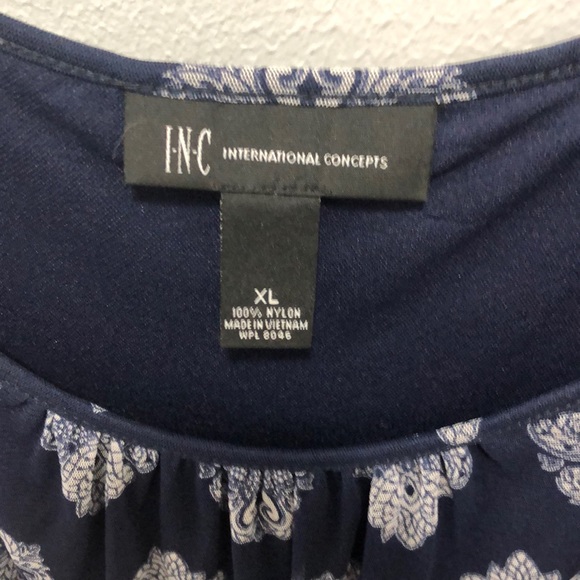 I·N·C INTERNATIONAL CONCEPTS
XL
100% NYLON
MADE IN VIETNAM
WPL 8046